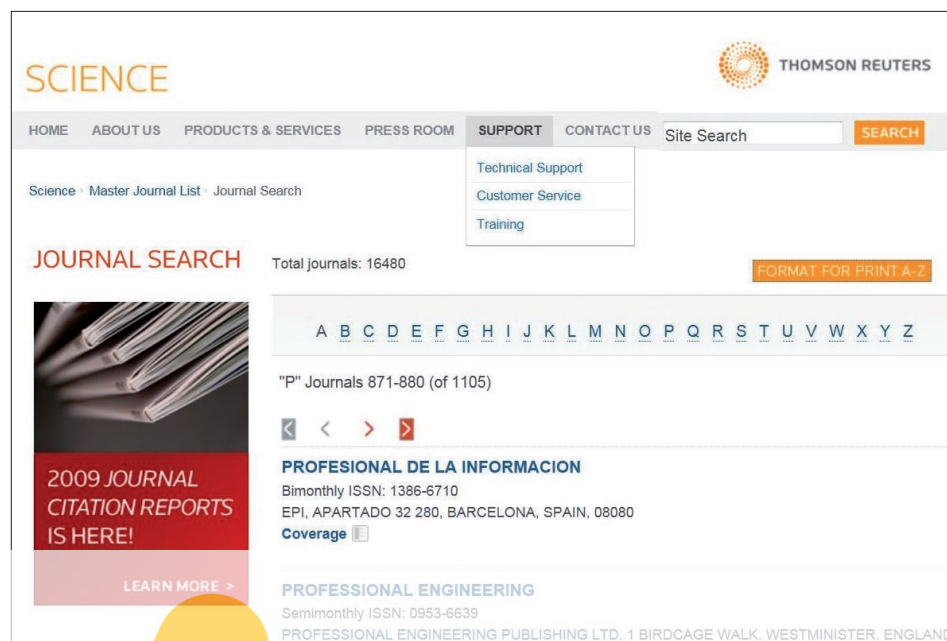 SCIENCE
THOMSON REUTERS
HOME ABOUT US PRODUCTS & SERVICES PRESS ROOM SUPPORT CONTACT US Site Search SEARCH
Technical Support
Customer Service
Training
Science Master Journal List Journal Search
JOURNAL SEARCH
Total journals: 16480
FORMAT FOR PRINT A-Z
A B C D E F G H I J K L M N O P Q R S T U V W X Y Z
"P" Journals 871-880 (of 1105)
2009 JOURNAL
CITATION REPORTS
IS HERE!
LEARN MORE >
PROFESIONAL DE LA INFORMACION
Bimonthly ISSN: 1386-6710
EPI, APARTADO 32 280, BARCELONA, SPAIN, 08080
Coverage
PROFESSIONAL ENGINEERING
Semimonthly ISSN: 0953-6639
PROFESSIONAL ENGINEERING PUBLISHING LTD, 1 BIRDCAGE WALK, WESTMINISTER, ENGLAND